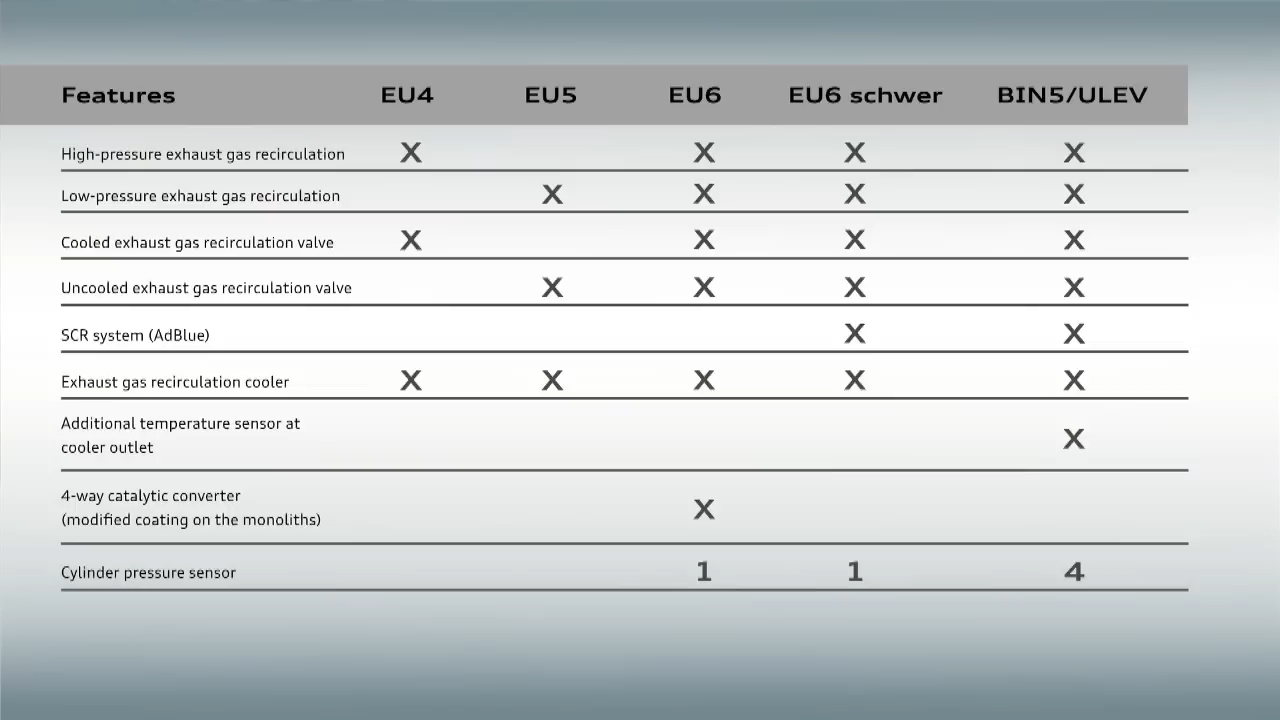 Features EU4 EU5 EU6 EU6 schwer BIN5/ULEV
High-pressure exhaust gas recirculation X X X X
Low-pressure exhaust gas recirculation X X X X
Cooled exhaust gas recirculation valve X X X X
Uncooled exhaust gas recirculation valve X X X X
SCR system (AdBlue) X X
Exhaust gas recirculation cooler X X X X X
Additional temperature sensor at
cooler outlet X
4-way catalytic converter
(modified coating on the monoliths) X
Cylinder pressure sensor 1 1 4